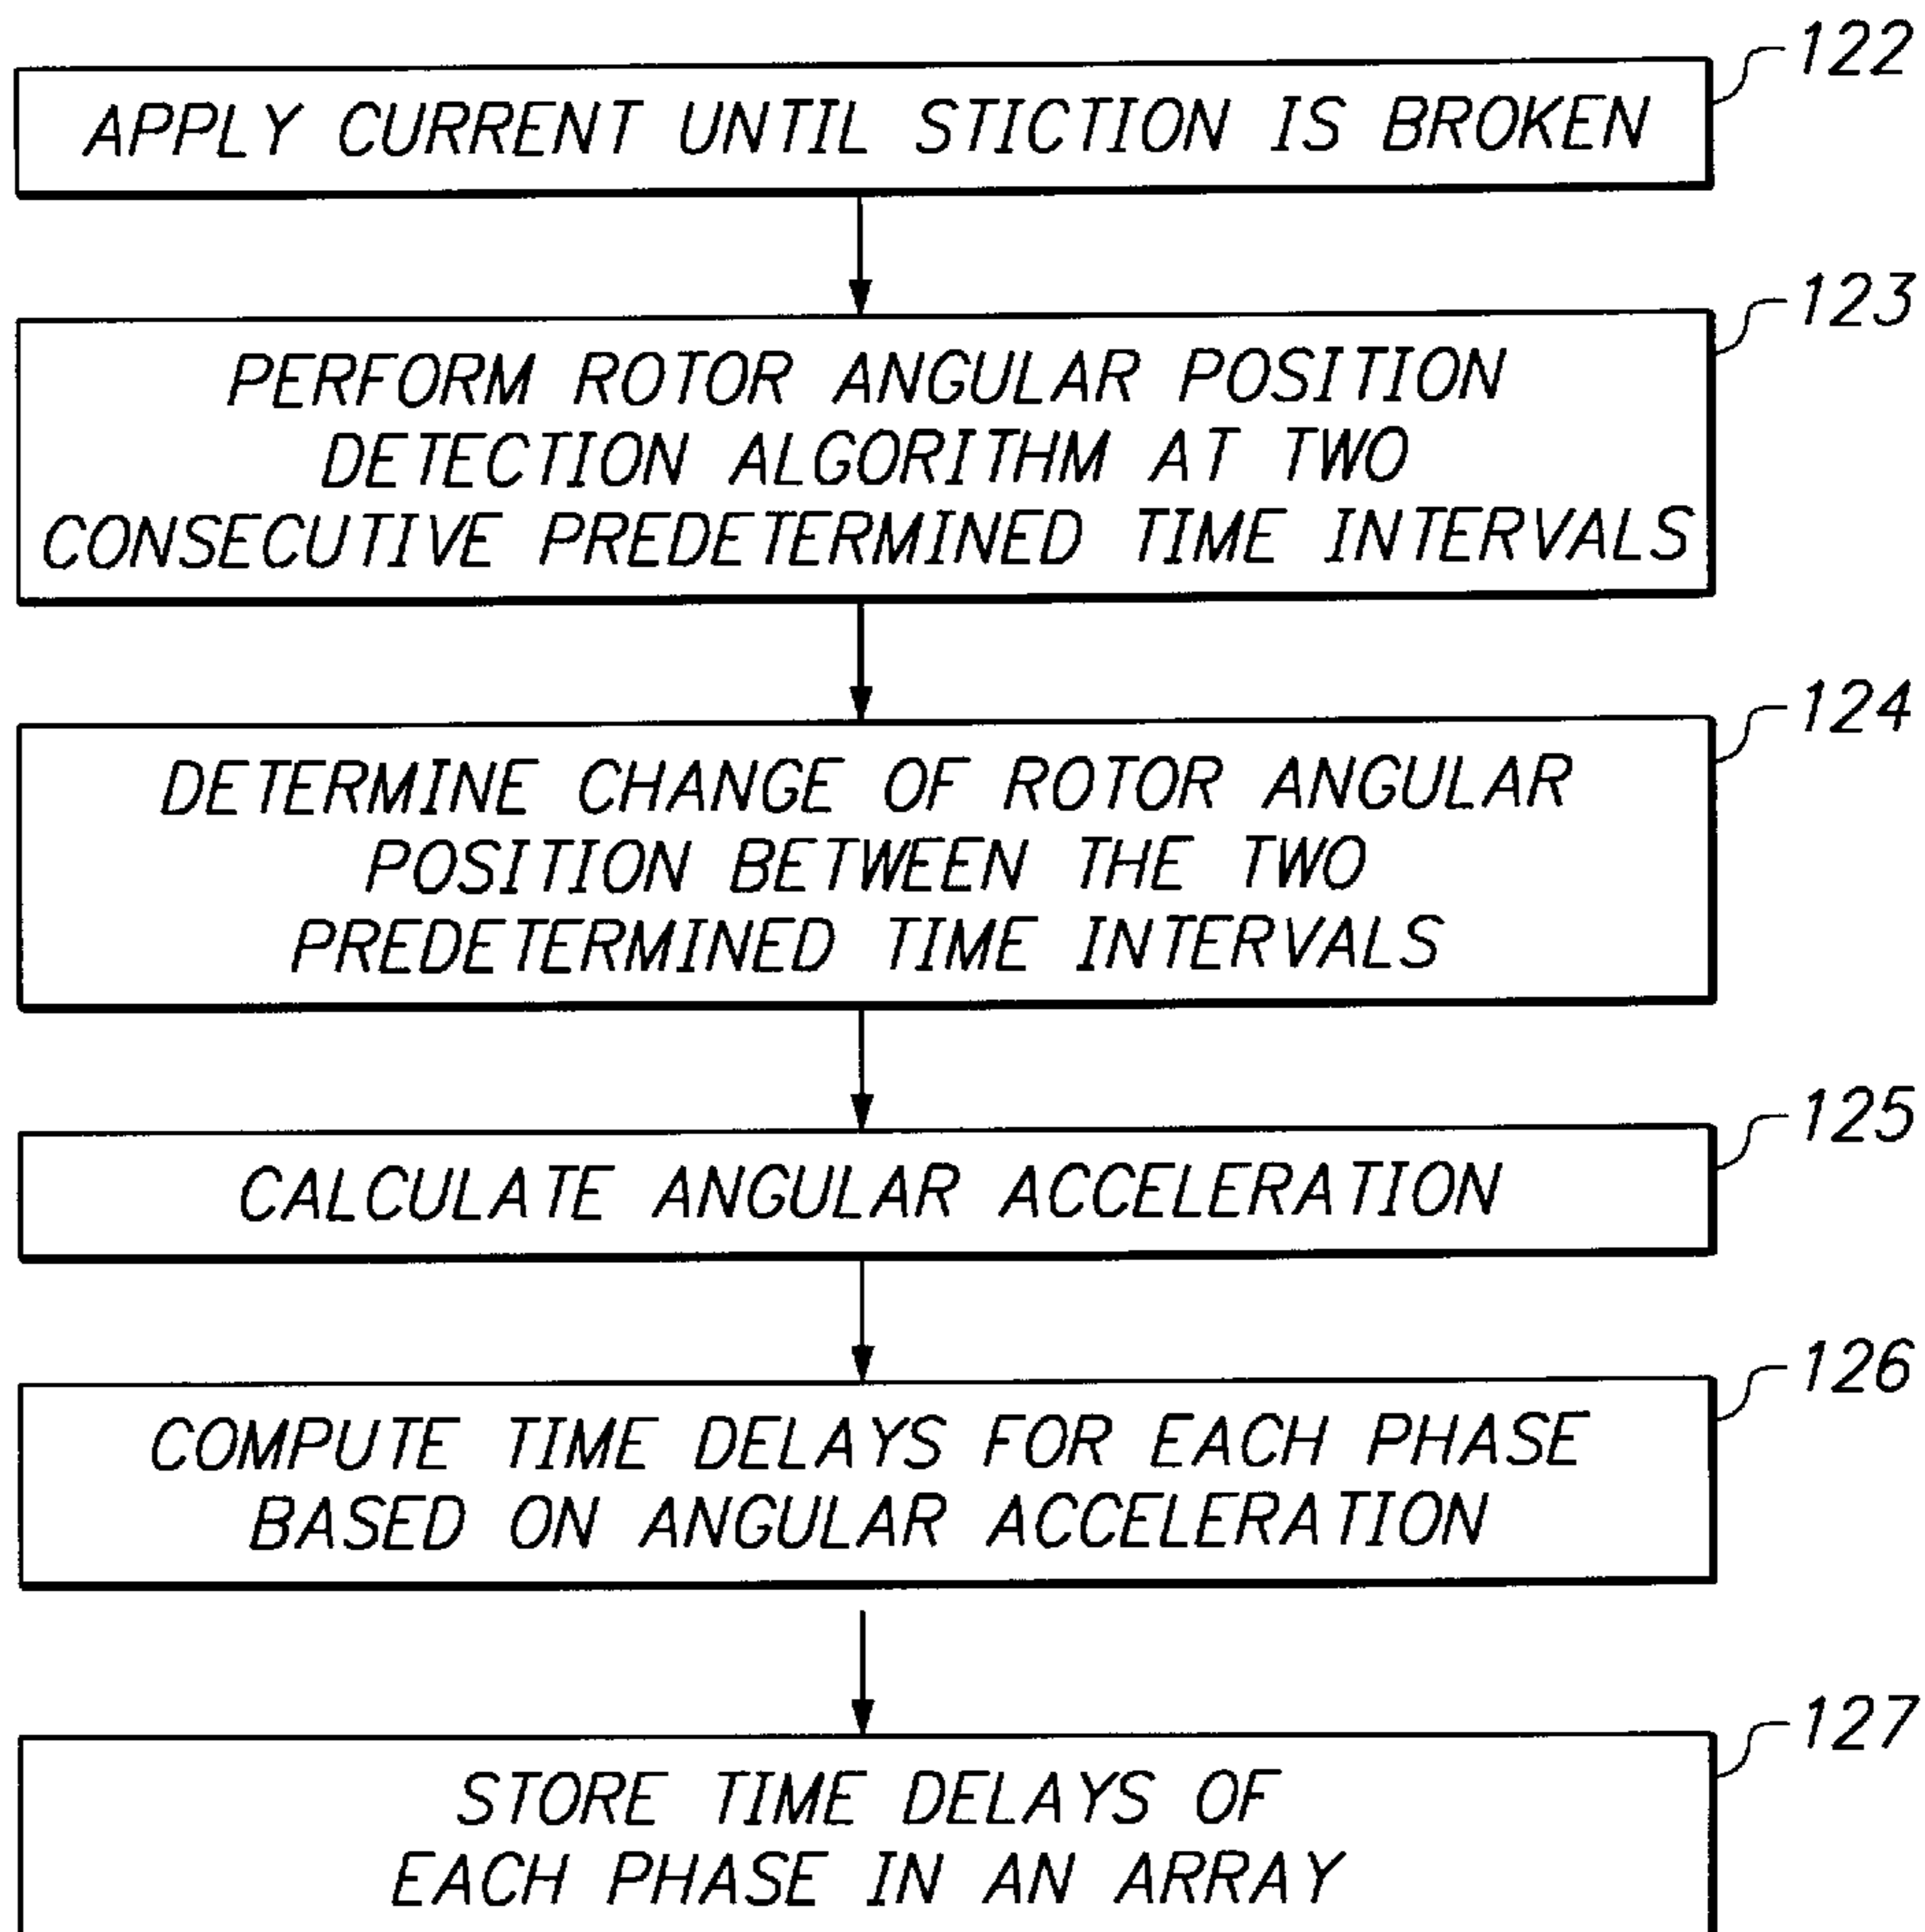 122
APPLY CURRENT UNTIL STICTION IS BROKEN
123
PERFORM ROTOR ANGULAR POSITION
DETECTION ALGORITHM AT TWO
CONSECUTIVE PREDETERMINED TIME INTERVALS
124
DETERMINE CHANGE OF ROTOR ANGULAR
POSITION BETWEEN THE TWO
PREDETERMINED TIME INTERVALS
125
CALCULATE ANGULAR ACCELERATION
126
COMPUTE TIME DELAYS FOR EACH PHASE
BASED ON ANGULAR ACCELERATION
127
STORE TIME DELAYS OF
EACH PHASE IN AN ARRAY